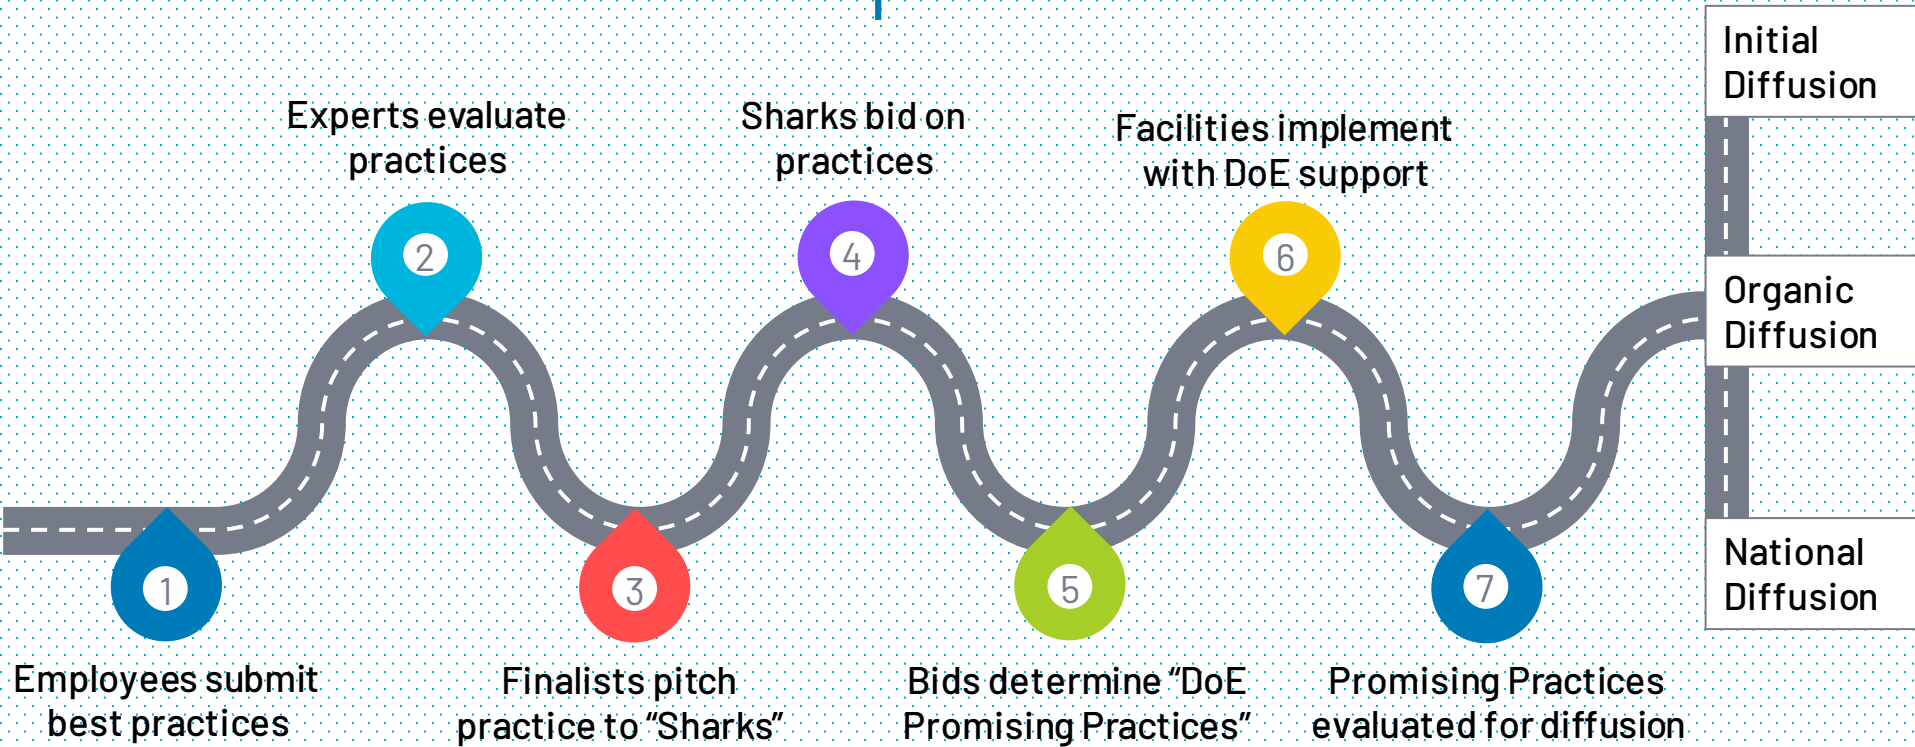 1
Employees submit
best practices
Experts evaluate
practices
2
3
Finalists pitch
practice to “Sharks”
Sharks bid on
practices
4
5
Bids determine “DoE
Promising Practices”
Facilities implement
with DoE support
6
7
Promising Practices
evaluated for diffusion
Initial
Diffusion
Organic
Diffusion
National
Diffusion